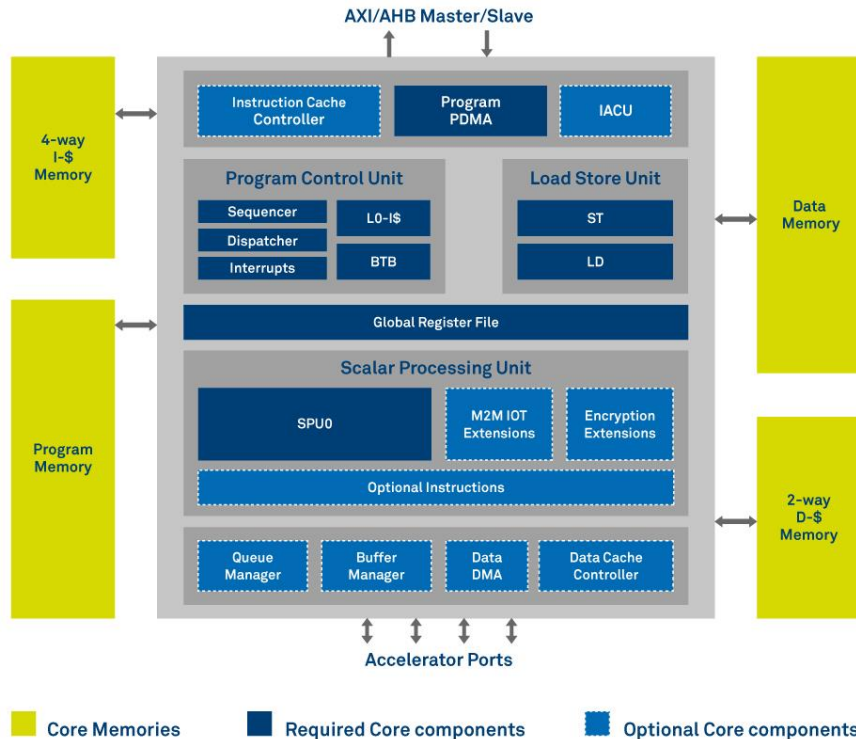 AXI/AHB Master/Slave
4-way
I-$
Memory
Instruction Cache
Controller
Program
PDMA
IACU
Program Control Unit
Sequencer
Dispatcher
Interrupts
L0-I$
BTB
Load Store Unit
ST
LD
Data
Memory
Global Register File
Program
Memory
Scalar Processing Unit
SPU0
M2M IOT
Extensions
Encryption
Extensions
Optional Instructions
2-way
D-$
Memory
Queue
Manager
Buffer
Manager
Data
DMA
Data Cache
Controller
Accelerator Ports
Core Memories
Required Core components
Optional Core components